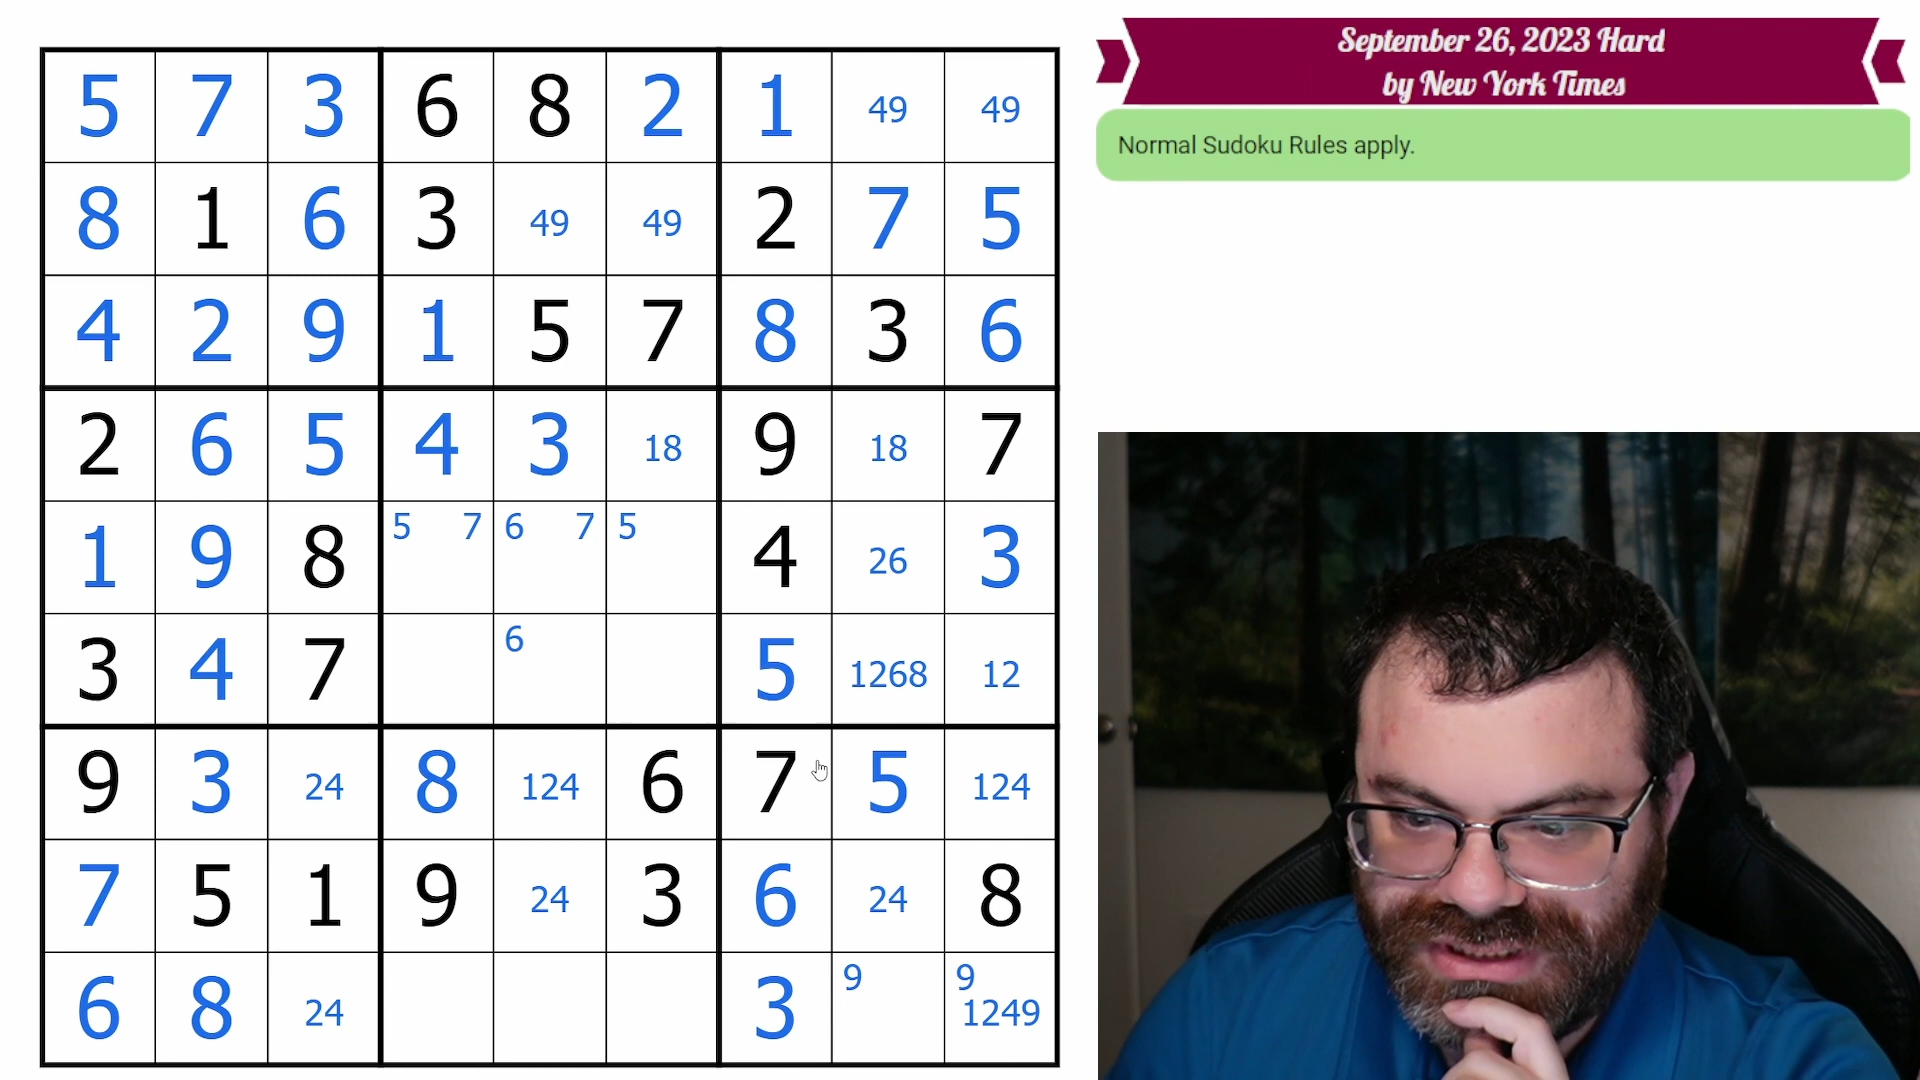 September 26, 2023 Hard
by New York Times
Normal Sudoku Rules apply.
5 7 3 6 8 2 1 49 49
8 1 6 3 49 49 2 7 5
4 2 9 1 5 7 8 3 6
2 6 5 4 3 18 9 18 7
1 9 8 5 7 6 7 5 4 26 3
3 4 7 6 5 1268 12
9 3 24 8 124 6 7 5 124
7 5 1 9 24 3 6 24 8
6 8 24 3 9 9 1249